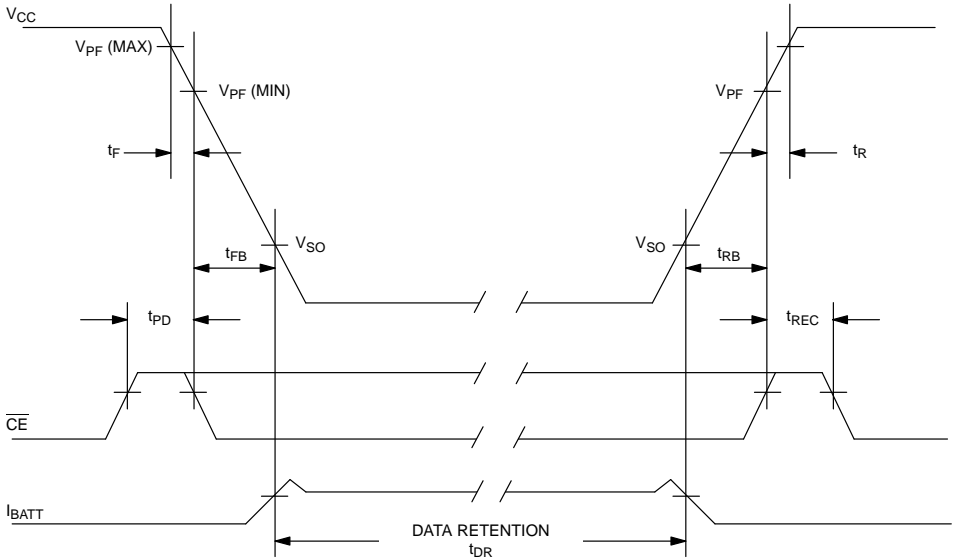 VCC
VPF (MAX)
VPF (MIN)
VPF
tF
tR
VSO
VSO
tFB
tRB
tPD
tREC
CE
IBATT
DATA RETENTION
tDR